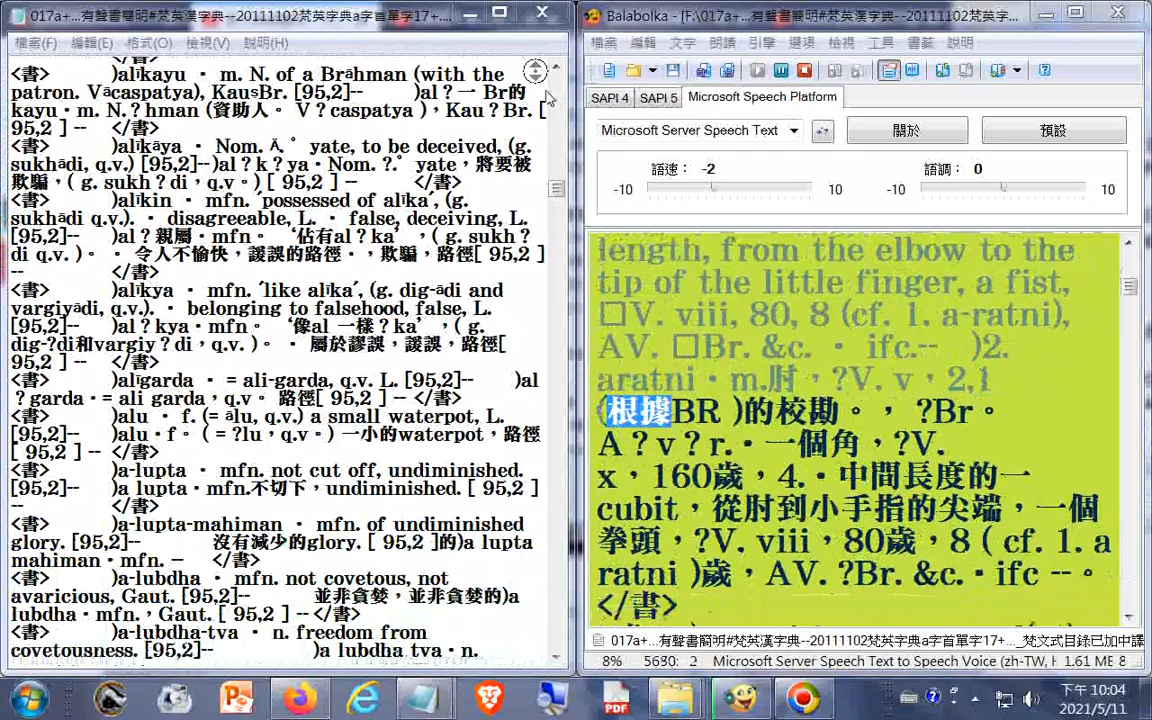 017a+...有聲書簡明#梵英漢字典--20111102梵英字典a字首單字17+...
檔案(F) 編輯(E) 格式(O) 檢視(V) 說明(H)
<書> )alīkayu · m. N. of a Brāhman (with the
patron. Vācaspatya), KausBr. [95,2]-- )al？一 Br的
kayu · m. N.？hman (資助人。 V？caspatya )，Kau？Br. [
95,2 ] -- </書>
<書> )alīkāya · Nom. Ā.° yate, to be deceived, (g.
sukhādi, q.v.) [95,2]--)al？k？ya · Nom. ?.° yate，將要被
欺騙，( g. sukh？di，q.v。) [ 95,2 ] -- </書>
<書> )alīkin · mfn. 'possessed of alīka', (g.
sukhādi q.v.). · disagreeable, L. · false, deceiving, L.
[95,2]-- )al？親屬 · mfn。 '佔有al？ka'，( g. sukh？
di q.v. )。 · 令人不愉快，謾誤的路徑 · ，欺騙，路徑[ 95,2 ]
-- </書>
<書> )alīkya · mfn. 'like alīka', (g. dig-ādi and
vargiyādi, q.v.). · belonging to falsehood, false, L.
[95,2]-- )al？kya · mfn。 '像al 一樣？ka'，( g.
dig-?di和vargiy？di，q.v. )。 · 屬於謬誤，謾誤，路徑[
95,2 ] -- </書>
<書> )alīgarda · = ali-garda, q.v. L. [95,2]-- )al
？garda · = ali garda，q.v。 路徑[ 95,2 ] -- </書>
<書> )alu · f. (= ālu, q.v.) a small waterpot, L.
[95,2]-- )alu · f。 ( = ?lu，q.v。) 一小的waterpot，路徑
[ 95,2 ] -- </書>
<書> )a-lupta · mfn. not cut off, undiminished.
[95,2]-- )a lupta · mfn.不切下，undiminished. [ 95,2 ]
-- </書>
<書> )a-lupta-mahiman · mfn. of undiminished
glory. [95,2]-- 沒有減少的glory. [ 95,2 ]的)a lupta
mahiman · mfn. -- </書>
<書> )a-lubdha · mfn. not covetous, not
avaricious, Gaut. [95,2]-- 並非貪婪，並非貪婪的)a
lubdha · mfn.，Gaut. [ 95,2 ] -- </書>
<書> )a-lubdha-tva · n. freedom from
covetousness. [95,2]-- )a lubdha tva · n.
Balabolka - [F:\017a+...有聲書簡明#梵英漢字典--20111102梵英字...
檔案 編輯 文字 朗讀 引擎 選項 檢視 工具 書籤 說明
SAPI 4 SAPI 5 Microsoft Speech Platform
Microsoft Server Speech Text 關於 預設
語速： -2 語調： 0
-10 10 -10 10
length, from the elbow to the
tip of the little finger, a fist,
□V. viii, 80, 8 (cf. 1. a-ratni),
AV. □Br. &c. · ifc.-- )2.
aratni · m.肘，?V. v，2,1
(根據BR )的校勘。， ?Br。
A？v？r. · 一個角，?V.
x，160歲，4. · 中間長度的一
cubit，從肘到小手指的尖端，一個
拳頭，?V. viii，80歲，8 ( cf. 1. a
ratni )歲，AV. ?Br. &c. · ifc --。
</書>
017a+...有聲書簡明#梵英漢字典--20111102梵英字典a字首單字17+..._梵文式目錄已加中譯
8% 5680: 2 Microsoft Server Speech Text to Speech Voice (zh-TW, H 1.61 MB 8
下午 10:04
2021/5/11